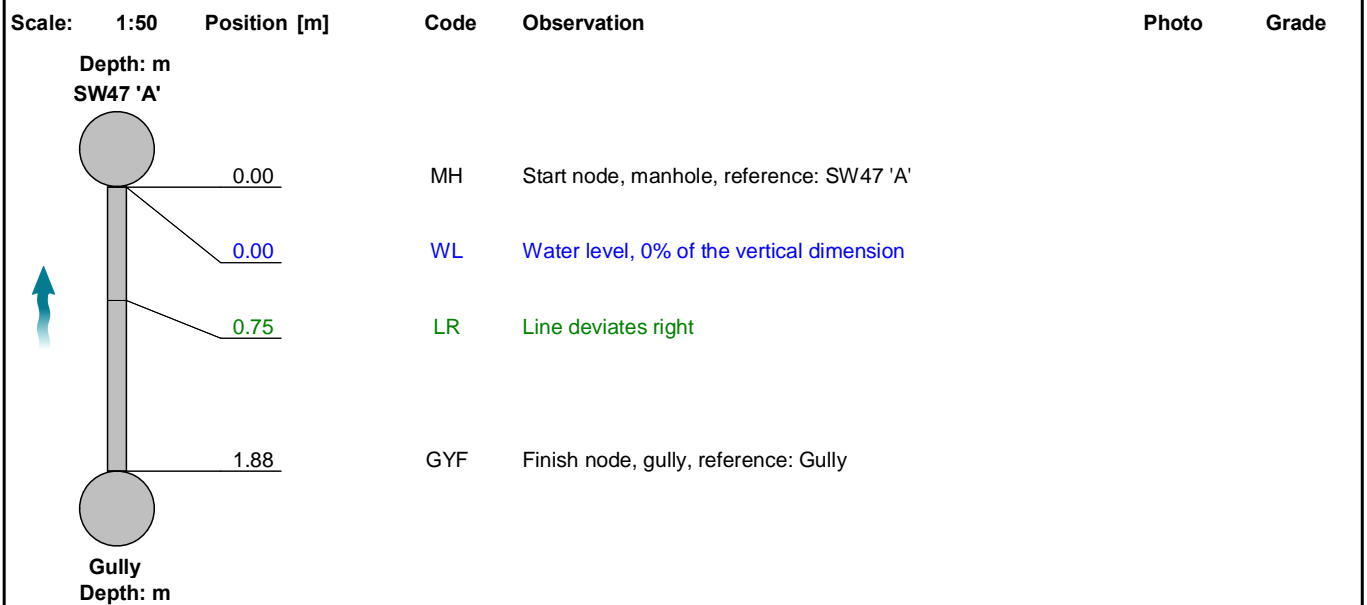 Scale: 1:50 Position [m] Code Observation Photo Grade
Depth: m
SW47 'A'
0.00 MH Start node, manhole, reference: SW47 'A'
0.00 WL Water level, 0% of the vertical dimension
0.75 LR Line deviates right
1.88 GYF Finish node, gully, reference: Gully
Gully
Depth: m